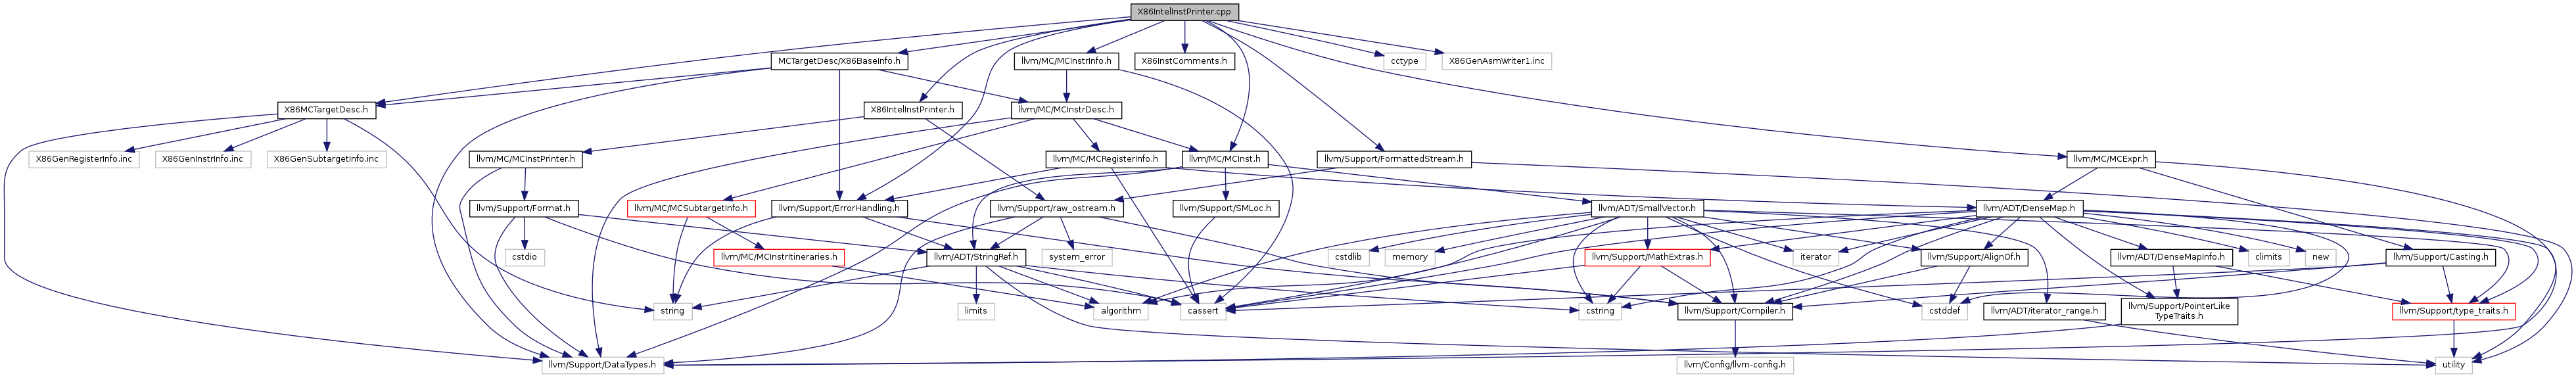 X86IntelInstPrinter.cpp
MCTargetDesc/X86BaseInfo.h
llvm/MC/MCInstrInfo.h
X86InstComments.h
cctype
X86GenAsmWriter1.inc
X86MCTargetDesc.h
X86IntelInstPrinter.h
llvm/MC/MCInstrDesc.h
X86GenRegisterInfo.inc
X86GenInstrInfo.inc
X86GenSubtargetInfo.inc
llvm/MC/MCInstPrinter.h
llvm/MC/MCRegisterInfo.h
llvm/MC/MCInst.h
llvm/Support/FormattedStream.h
llvm/MC/MCExpr.h
llvm/Support/Format.h
llvm/MC/MCSubtargetInfo.h
llvm/Support/ErrorHandling.h
llvm/Support/raw_ostream.h
llvm/Support/SMLoc.h
llvm/ADT/SmallVector.h
llvm/ADT/DenseMap.h
cstdio
llvm/MC/MCInstrItineraries.h
llvm/ADT/StringRef.h
system_error
cstdlib
memory
llvm/Support/MathExtras.h
iterator
llvm/Support/AlignOf.h
llvm/ADT/DenseMapInfo.h
climits
new
llvm/Support/Casting.h
string
limits
algorithm
cassert
cstring
llvm/Support/Compiler.h
cstddef
llvm/ADT/iterator_range.h
llvm/Support/PointerLike
TypeTraits.h
llvm/Support/type_traits.h
llvm/Support/DataTypes.h
llvm/Config/llvm-config.h
utility